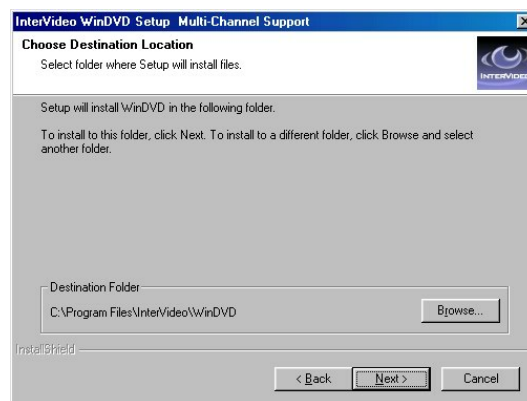 InterVideo WinDVD Setup Multi-Channel Support
Choose Destination Location
Select folder where Setup will install files.
INTERVIDEO
Setup will install WinDVD in the following folder.
To install to this folder, click Next. To install to a different folder, click Browse and select
another folder.
Destination Folder
C:\Program Files\InterVideo\WinDVD
Browse...
InstallShield
< Back
Next >
Cancel